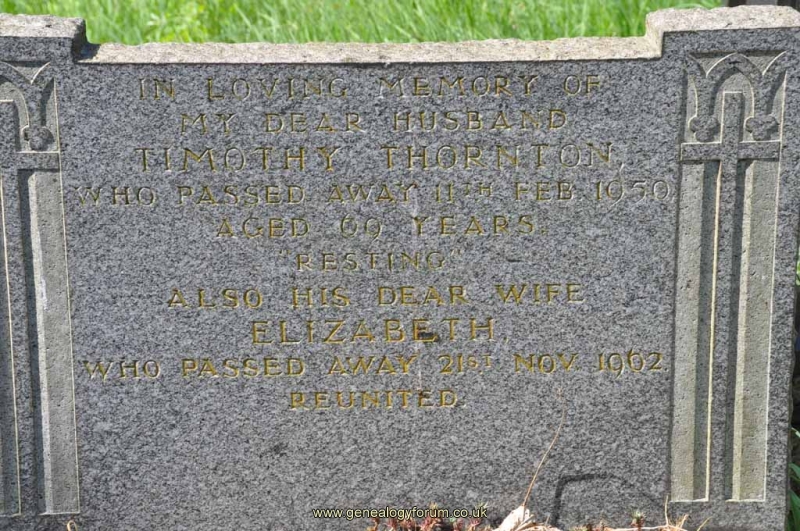 IN LOVING MEMORY OF
MY DEAR HUSBAND
TIMOTHY THORNTON,
WHO PASSED AWAY 11TH FEB. 1950
AGED 69 YEARS.
"RESTING"
ALSO HIS DEAR WIFE
ELIZABETH,
WHO PASSED AWAY 21ST NOV 1962.
REUNITED.
www.genealogyforum.co.uk